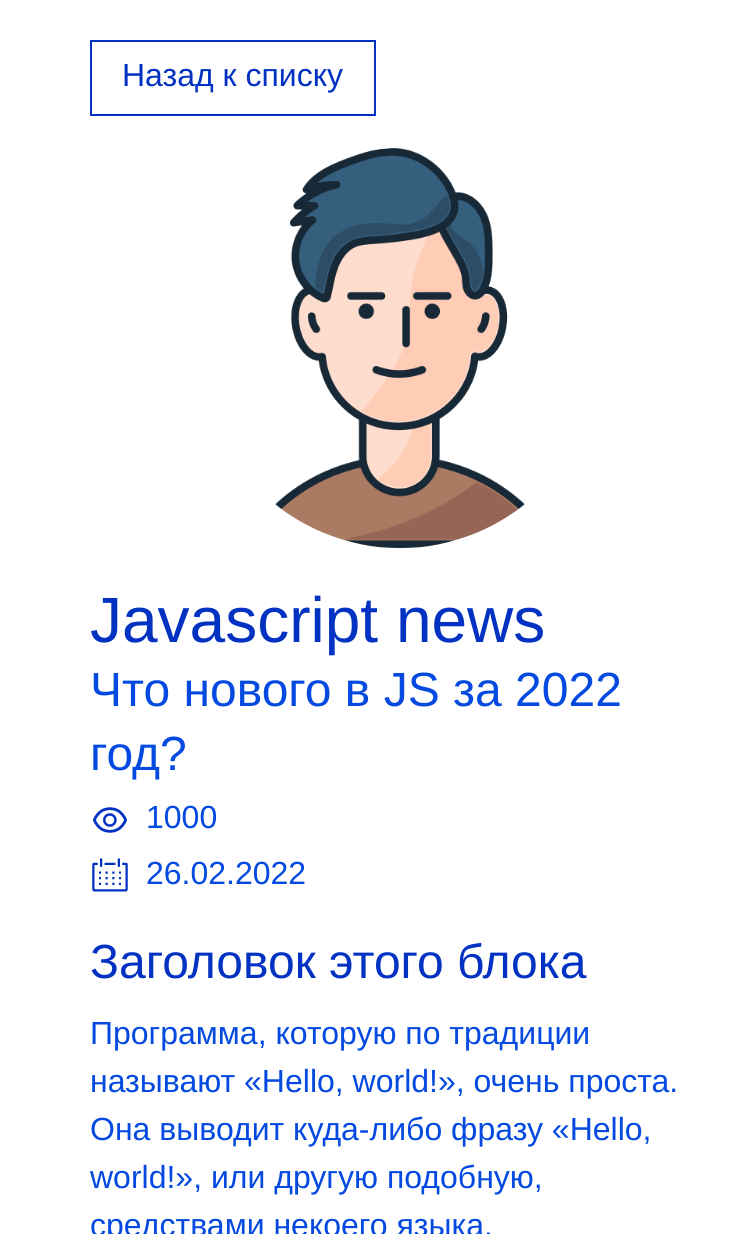 Назад к списку
Javascript news
Что нового в JS за 2022
год?
1000
26.02.2022
Заголовок этого блока
Программа, которую по традиции
называют «Hello, world!», очень проста.
Она выводит куда-либо фразу «Hello,
world!», или другую подобную,
средствами некоего языка.